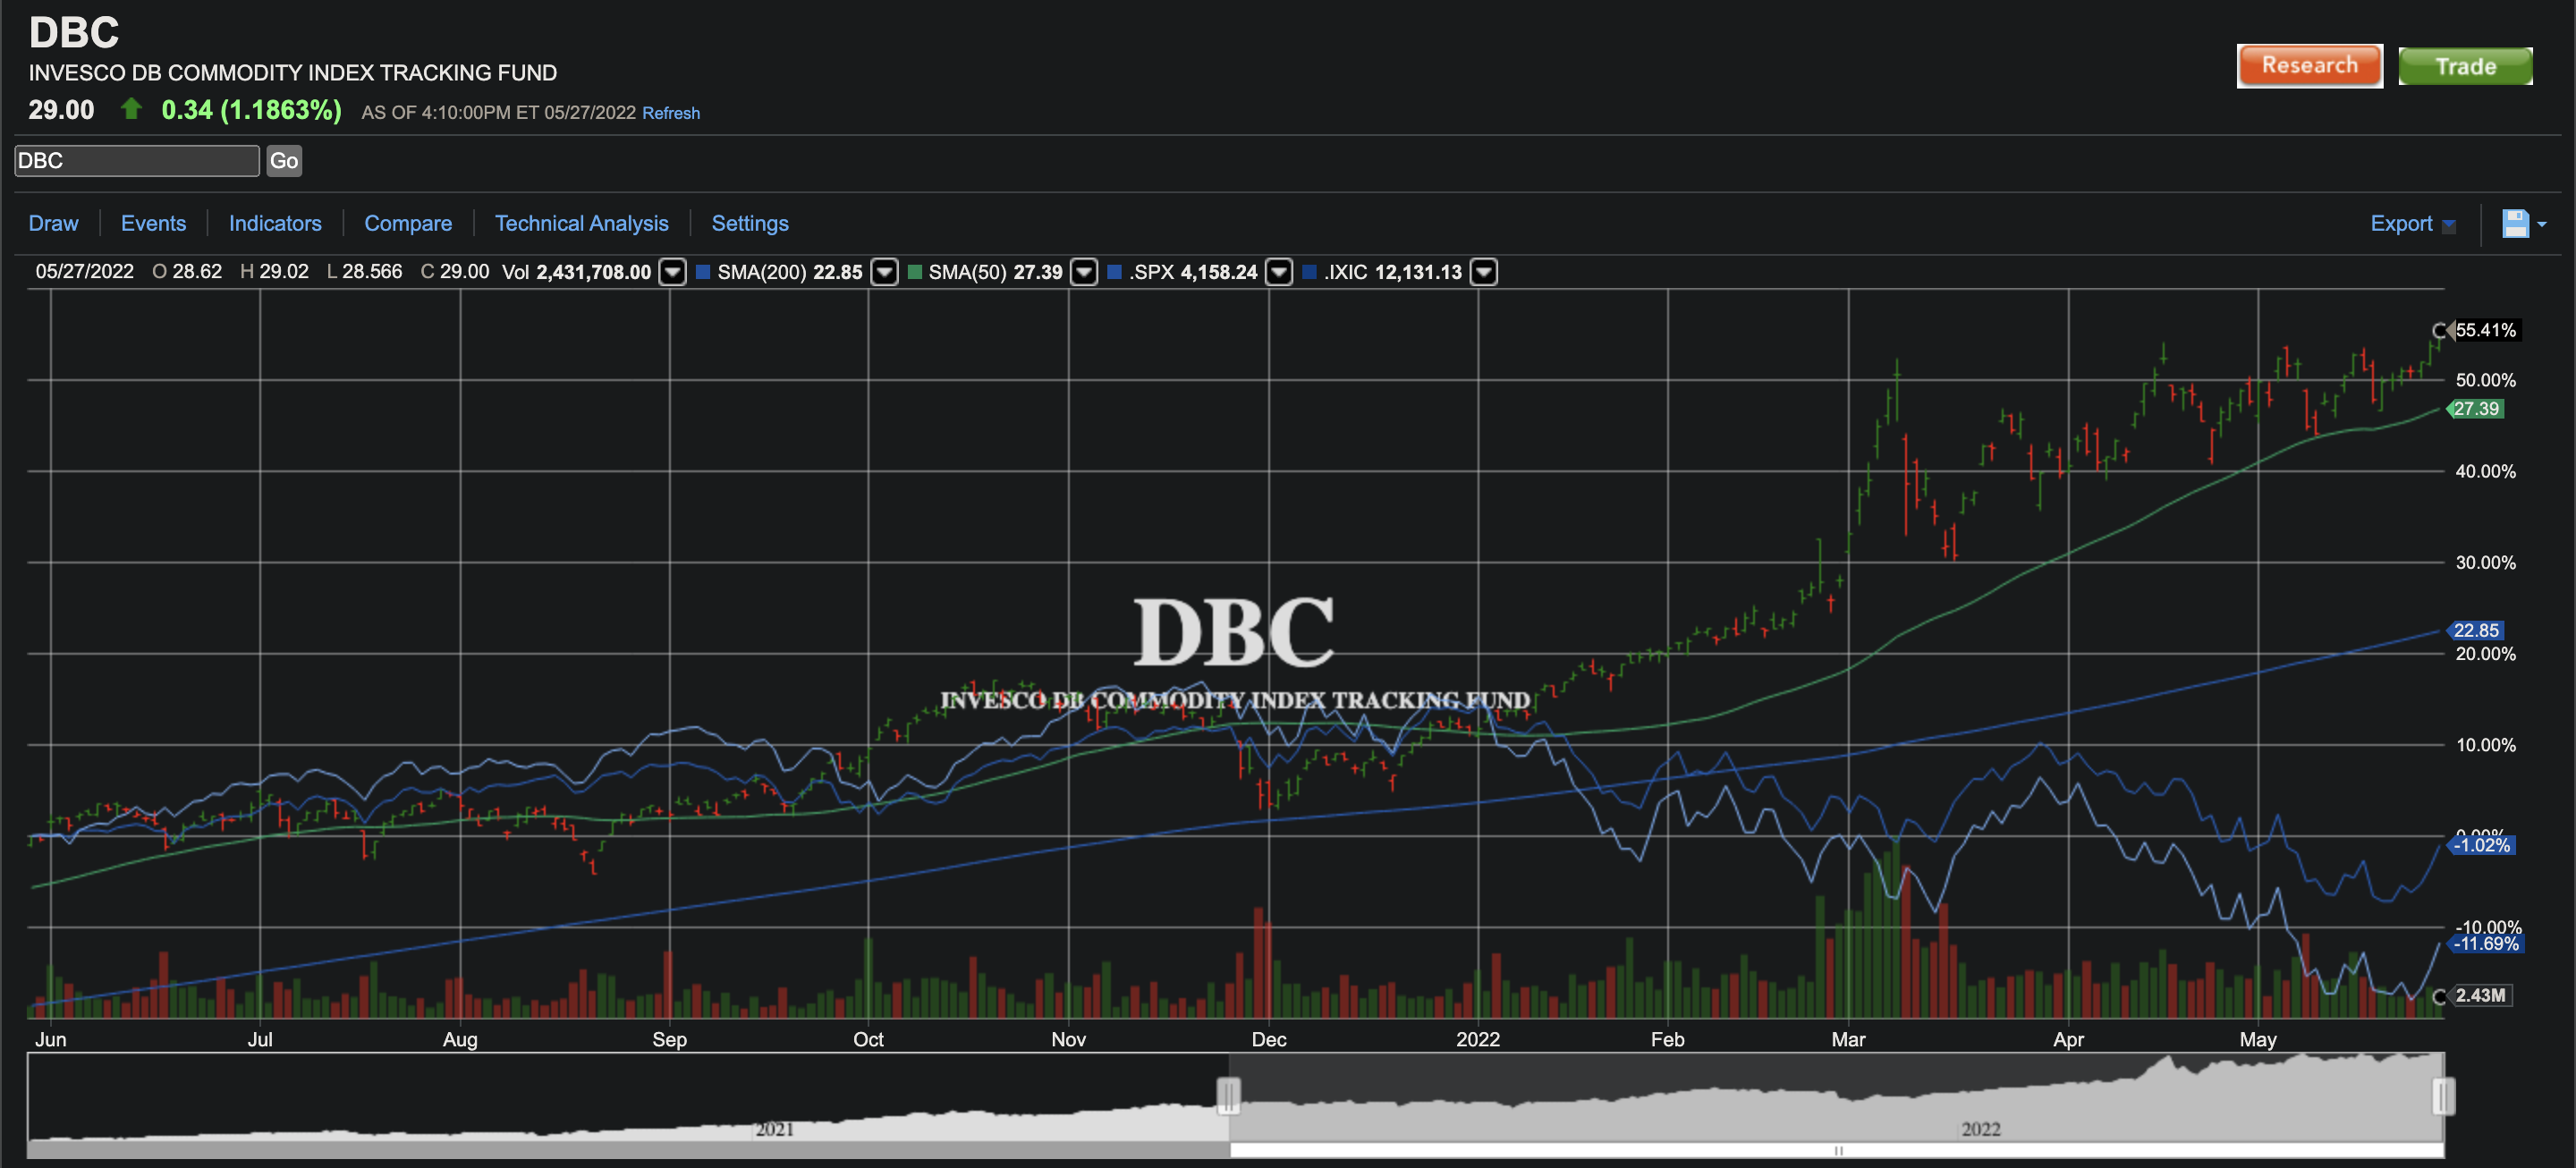 DBC
INVESCO DB COMMODITY INDEX TRACKING FUND
Research Trade
29.00 0.34 (1.1863%) AS OF 4:10:00PM ET 05/27/2022 Refresh
DBC Go
Draw Events Indicators Compare Technical Analysis Settings Export
05/27/2022 O 28.62 H 29.02 L 28.566 C 29.00 Vol 2,431,708.00 SMA(200) 22.85 SMA(50) 27.39 .SPX 4,158.24 .IXIC 12,131.13
55.41%
50.00%
27.39
40.00%
30.00%
DBC
22.85
20.00%
INVESCO DB COMMODITY INDEX TRACKING FUND
10.00%
0.00%
-1.02%
-10.00%
-11.69%
2.43M
Jun Jul Aug Sep Oct Nov Dec 2022 Feb Mar Apr May
2021 2022